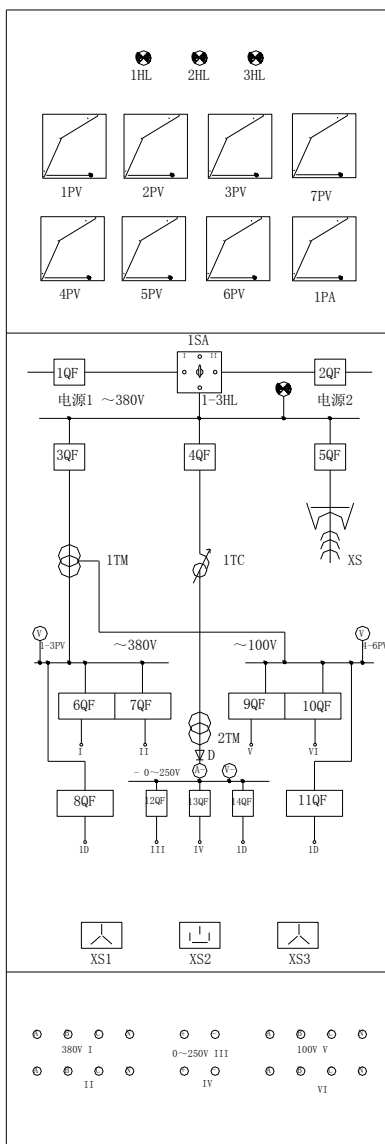 1HL 2HL 3HL
1PV 2PV 3PV 7PV
4PV 5PV 6PV 1PA
1SA
I II
1QF 2QF
电源1 ～380V 1-3HL 电源2
3QF 4QF 5QF
1TM 1TC XS
V V
1-3PV ～380V ～100V 4-6PV
6QF 7QF 9QF 10QF
2TM
I II V VI
D
A- V-
- 0～250V
8QF 12QF 13QF 14QF 11QF
1D III IV 1D 1D
XS1 XS2 XS3
A B C N + - A B C N
380V I 0～250V III 100V V
A B C N + - A B C N
II IV VI